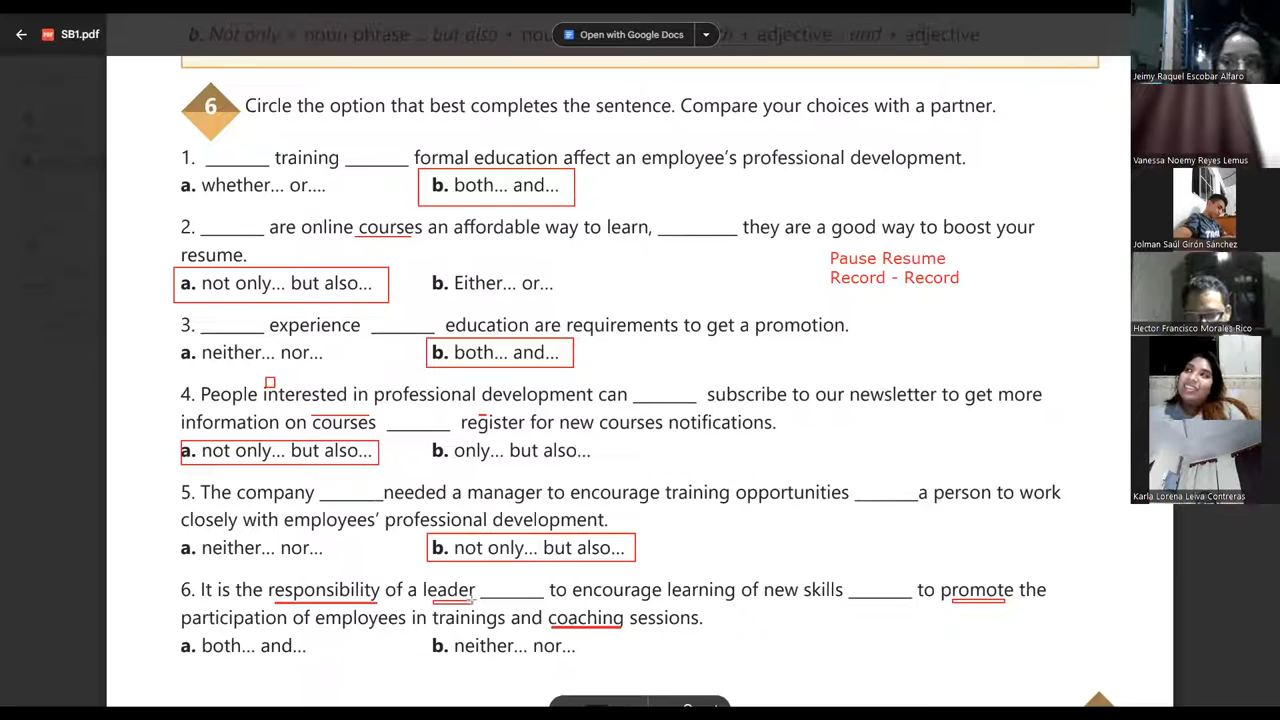 SB1.pdf
Open with Google Docs
b. Not only + noun phrase ... but also + noun + adjective ... and + adjective
6 Circle the option that best completes the sentence. Compare your choices with a partner.
1. _______ training _______ formal education affect an employee's professional development.
a. whether... or.... b. both... and...
2. _______ are online courses an affordable way to learn, _________ they are a good way to boost your
resume.
Pause Resume
Record - Record
a. not only... but also... b. Either... or...
3. _______ experience _______ education are requirements to get a promotion.
a. neither... nor... b. both... and...
4. People interested in professional development can _______ subscribe to our newsletter to get more
information on courses _______ register for new courses notifications.
a. not only... but also... b. only... but also...
5. The company _______needed a manager to encourage training opportunities _______a person to work
closely with employees' professional development.
a. neither... nor... b. not only... but also...
6. It is the responsibility of a leader _______ to encourage learning of new skills _______ to promote the
participation of employees in trainings and coaching sessions.
a. both... and... b. neither... nor...
Jeimy Raquel Escobar Alfaro
Vanessa Noemy Reyes Lemus
Jolman Saúl Girón Sánchez
Hector Francisco Morales Rico
Karla Lorena Leiva Contreras